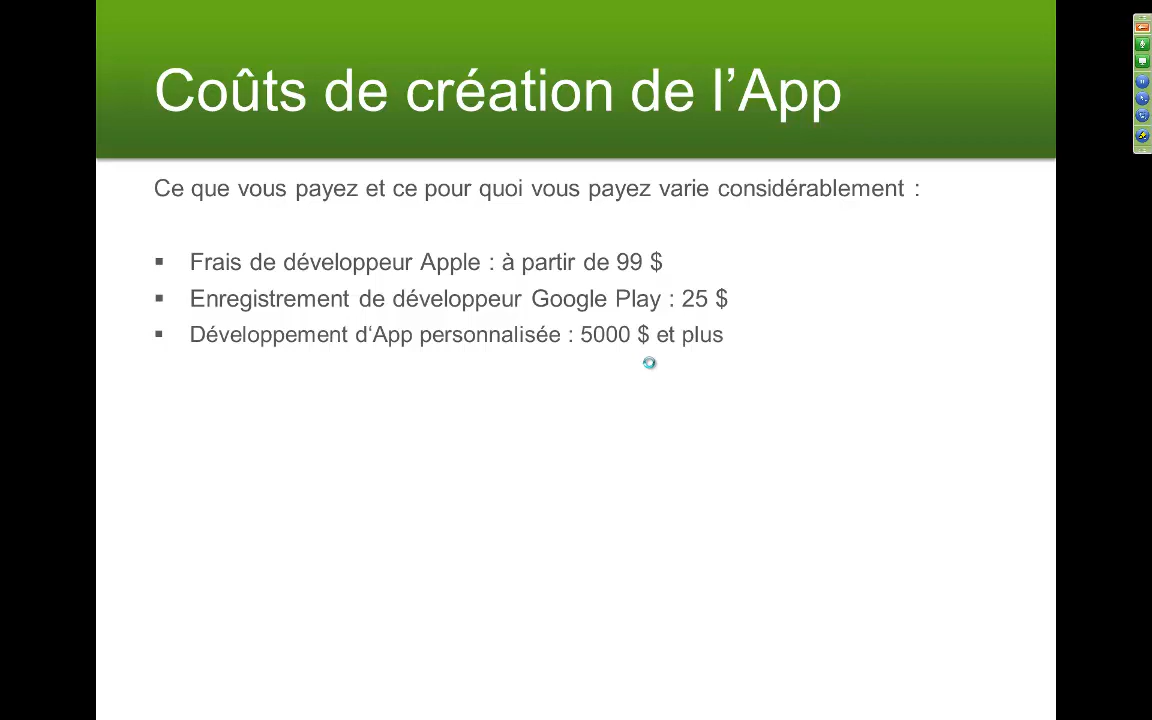 Coûts de création de l’App
Ce que vous payez et ce pour quoi vous payez varie considérablement :
▪ Frais de développeur Apple : à partir de 99 $
▪ Enregistrement de développeur Google Play : 25 $
▪ Développement d‘App personnalisée : 5000 $ et plus